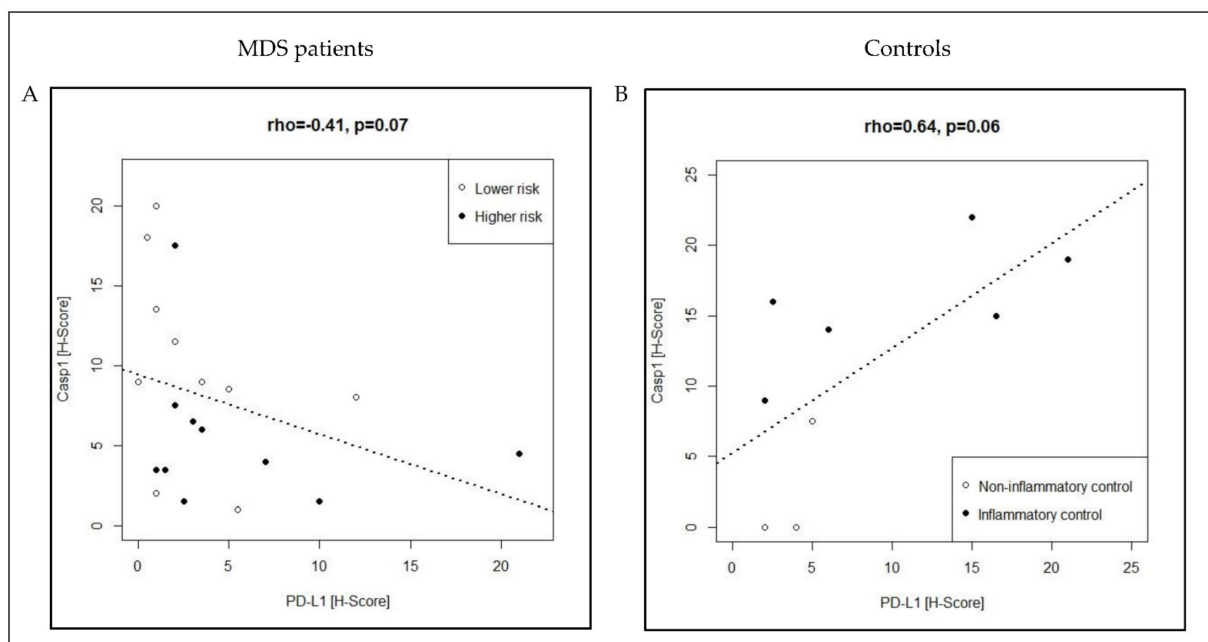 MDS patients
Controls
A
B
rho=-0.41, p=0.07
Lower risk
Higher risk
20
15
10
5
0
Casp1 [H-Score]
0 5 10 15 20
PD-L1 [H-Score]
rho=0.64, p=0.06
25
20
15
10
5
0
Casp1 [H-Score]
Non-inflammatory control
Inflammatory control
0 5 10 15 20 25
PD-L1 [H-Score]